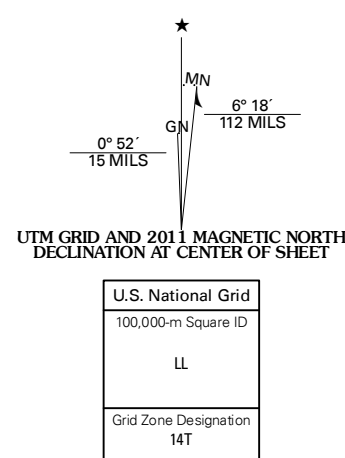 ★
MN
GN
6° 18´
112 MILS
0° 52´
15 MILS
UTM GRID AND 2011 MAGNETIC NORTH
DECLINATION AT CENTER OF SHEET
U.S. National Grid
100,000-m Square ID
LL
Grid Zone Designation
14T